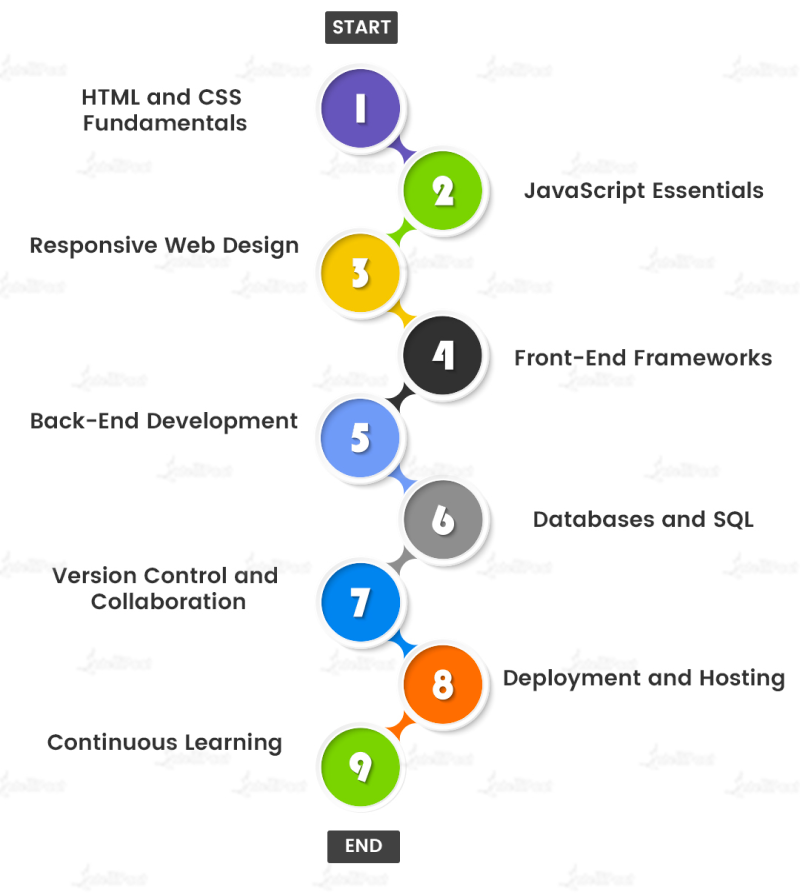 START
HTML and CSS
Fundamentals
1
2
JavaScript Essentials
Responsive Web Design
3
4
Front-End Frameworks
Back-End Development
5
6
Databases and SQL
Version Control and
Collaboration
7
8
Deployment and Hosting
Continuous Learning
9
END